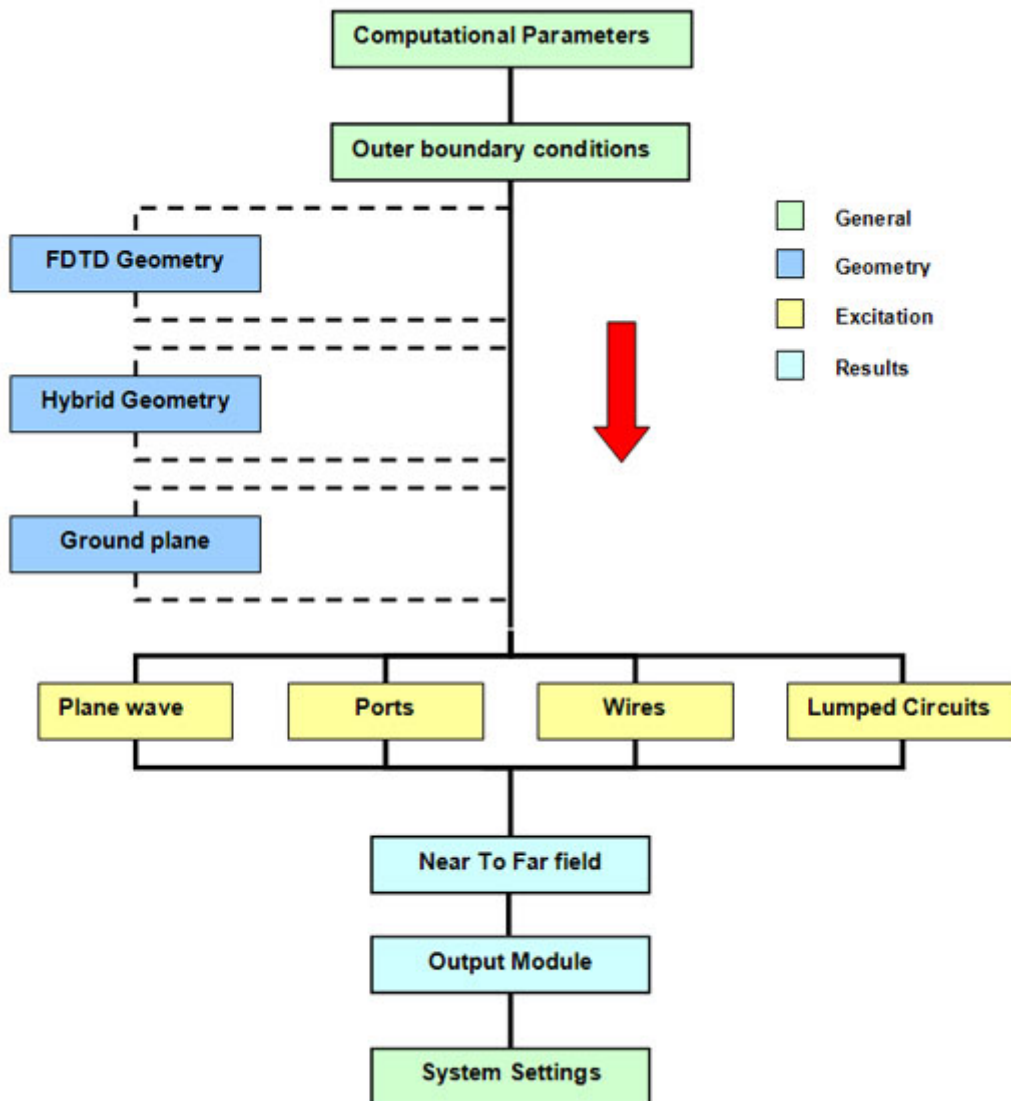 Computational Parameters
Outer boundary conditions
General
FDTD Geometry
Geometry
Excitation
Results
Hybrid Geometry
Ground plane
Plane wave
Ports
Wires
Lumped Circuits
Near To Far field
Output Module
System Settings